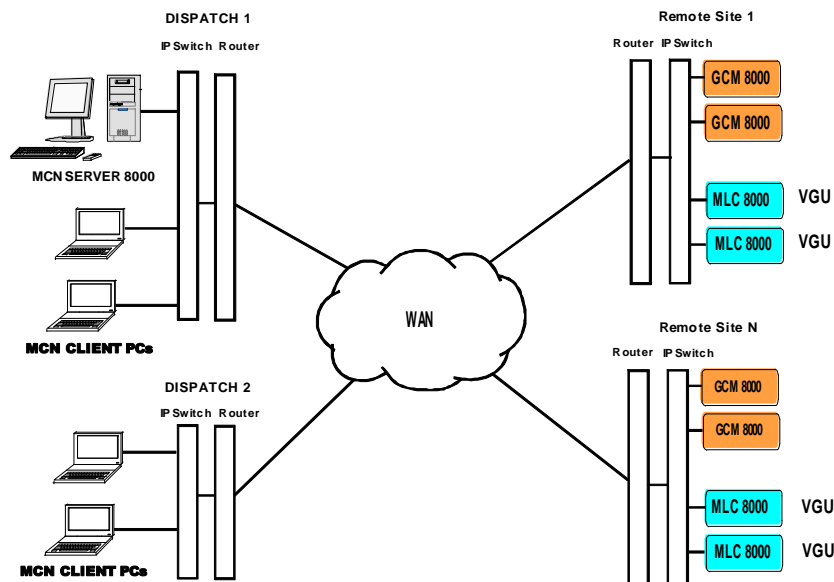 DISPATCH 1
IP Switch Router
MCN SERVER 8000
MCN CLIENT PCs
DISPATCH 2
IP Switch Router
MCN CLIENT PCs
WAN
Remote Site 1
Router IP Switch
GCM 8000
GCM 8000
MLC 8000 VGU
MLC 8000 VGU
Remote Site N
Router IP Switch
GCM 8000
GCM 8000
MLC 8000 VGU
MLC 8000 VGU